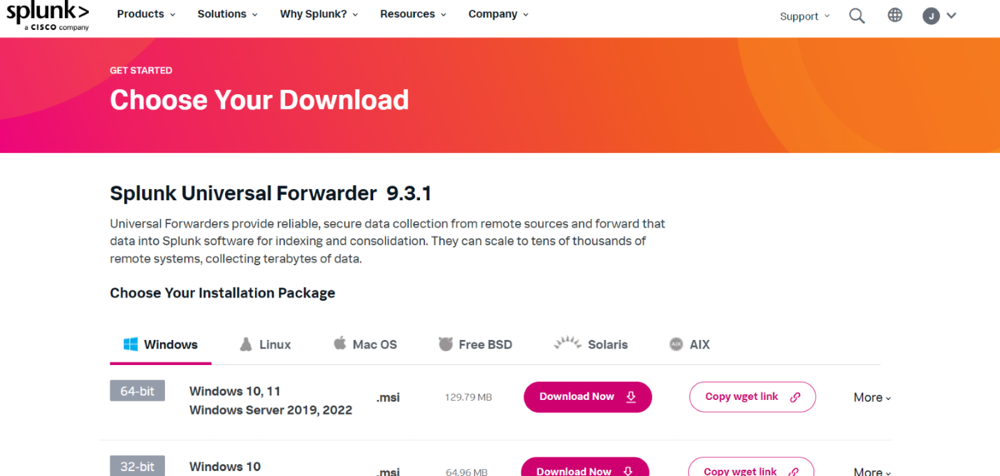 splunk>
a CISCO company
Products
Solutions
Why Splunk?
Resources
Company
Support
J
GET STARTED
Choose Your Download
Splunk Universal Forwarder 9.3.1
Universal Forwarders provide reliable, secure data collection from remote sources and forward that
data into Splunk software for indexing and consolidation. They can scale to tens of thousands of
remote systems, collecting terabytes of data.
Choose Your Installation Package
Windows
Linux
Mac OS
Free BSD
Solaris
AIX AIX
64-bit
Windows 10, 11
Windows Server 2019, 2022
.msi
129.79 MB
Download Now
Copy wget link
More
32-bit
Windows 10
.msi
64.96 MB
Download Now
Copy wget link
More